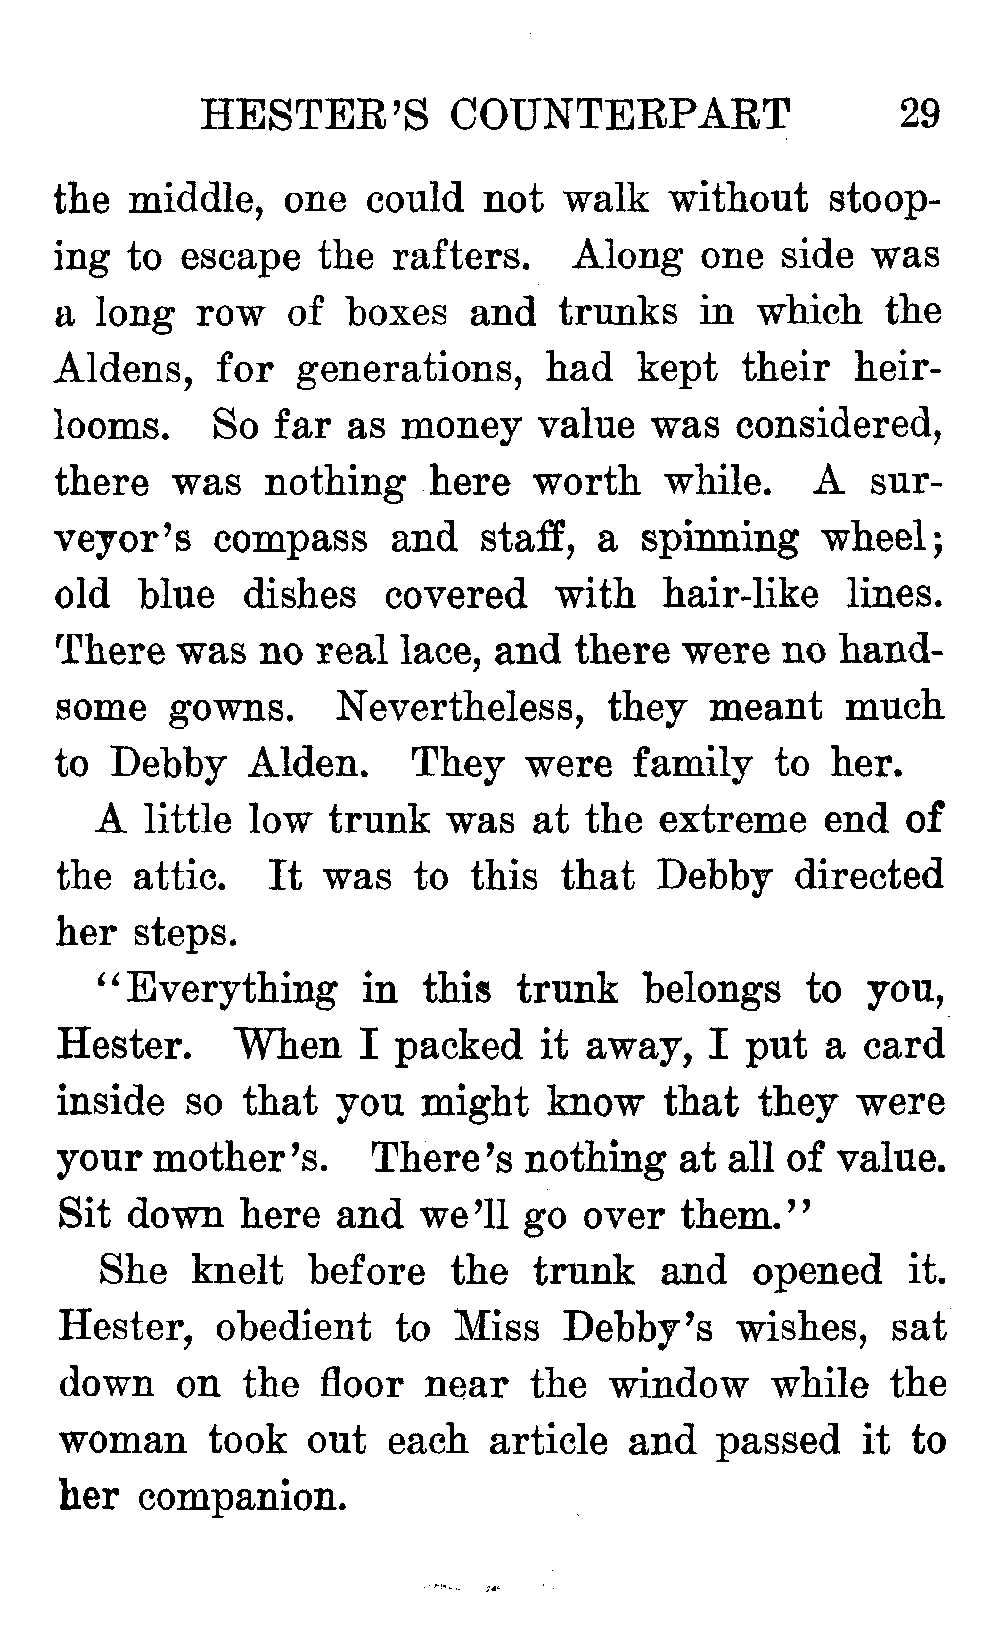 HESTER'S COUNTERPART 29
the middle, one could not walk without stoop-
ing to escape the rafters. Along one side was
a long row of boxes and trunks in which the
Aldens, for generations, had kept their heir-
looms. So far as money value was considered,
there was nothing here worth while. A sur-
veyor's compass and staff, a spinning wheel;
old blue dishes covered with hair-like lines.
There was no real lace, and there were no hand-
some gowns. Nevertheless, they meant much
to Debby Alden. They were family to her.
A little low trunk was at the extreme end of
the attic. It was to this that Debby directed
her steps.
"Everything in this trunk belongs to you,
Hester. When I packed it away, I put a card
inside so that you might know that they were
your mother's. There's nothing at all of value.
Sit down here and we'll go over them."
She knelt before the trunk and opened it.
Hester, obedient to Miss Debby's wishes, sat
down on the floor near the window while the
woman took out each article and passed it to
her companion.